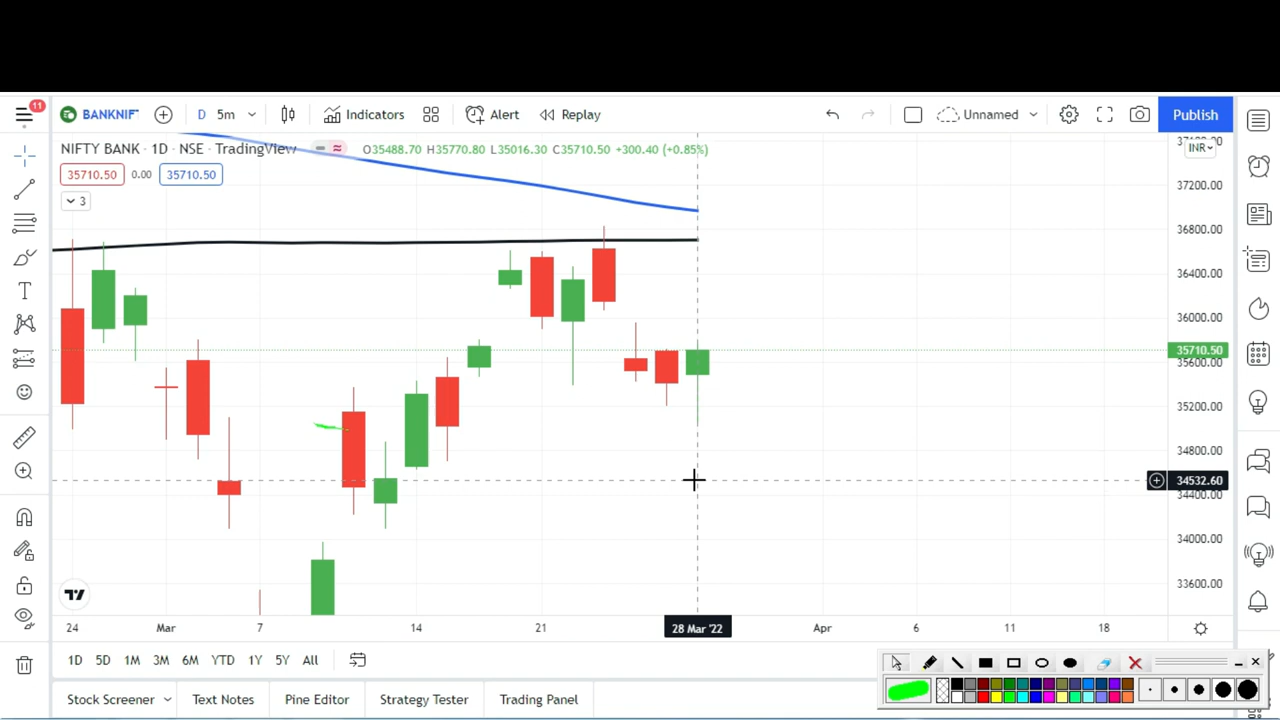 11
BANKNIF
D 5m
Indicators
Alert
Replay
Unnamed
Publish
NIFTY BANK · 1D · NSE · TradingView
O35488.70 H35770.80 L35016.30 C35710.50 +300.40 (+0.85%)
INR
35710.50 0.00 35710.50
3
37200.00
36800.00
36400.00
36000.00
35710.50
35600.00
35200.00
34800.00
34532.60
34400.00
34000.00
33600.00
24 Mar 7 14 21 28 Mar '22 Apr 6 11 18
1D 5D 1M 3M 6M YTD 1Y 5Y All
Stock Screener
Text Notes
Pine Editor
Strategy Tester
Trading Panel